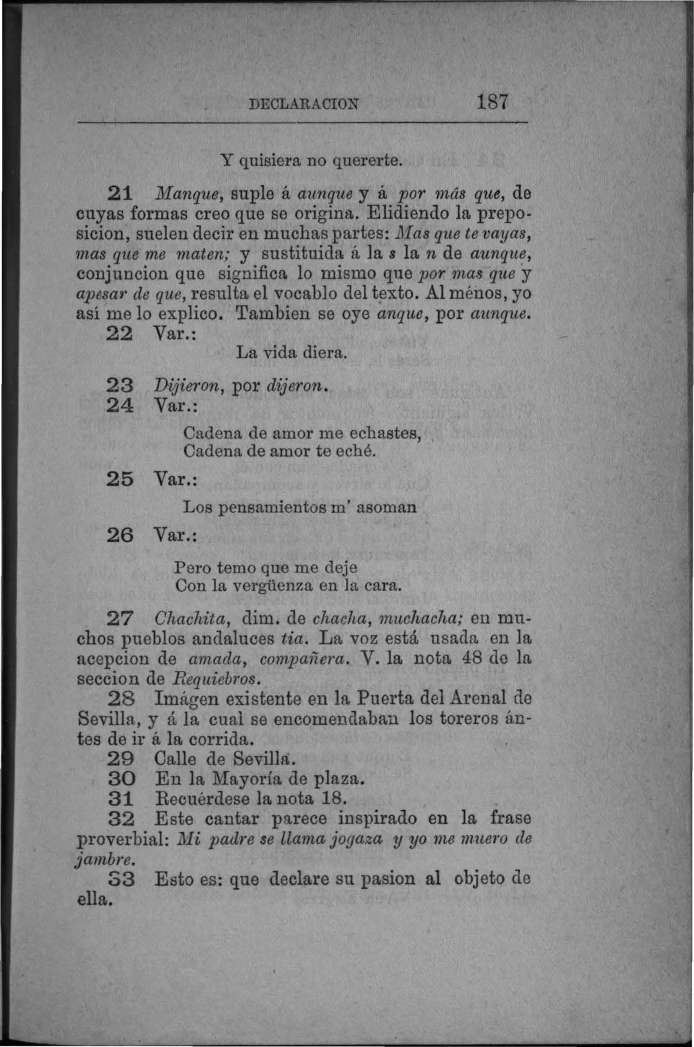 DECLARACION 187
Y quisiera no quererte.
21 Manque, suple á aunque y á por más que, de
cuyas formas creo que se origina. Elidiendo la prepo-
sicion, suelen decir en muchas partes: Mas que te vayas,
mas que me maten; y sustituida á la s la n de aunque,
conjuncion que significa lo mismo que por mas que y
apesar de que, resulta el vocablo del texto. Al ménos, yo
así me lo explico. Tambien se oye anque, por aunque.
22 Var.:
La vida diera.
23 Dijieron, por dijeron.
24 Var.:
Cadena de amor me echastes,
Cadena de amor te eché.
25 Var.:
Los pensamientos m' asoman
26 Var.:
Pero temo que me deje
Con la vergüenza en la cara.
27 Chachita, dim. de chacha, muchacha; en mu-
chos pueblos andaluces tia. La voz está usada en la
acepcion de amada, compañera. V. la nota 48 de la
seccion de Requiebros.
28 Imágen existente en la Puerta del Arenal de
Sevilla, y á la cual se encomendaban los toreros án-
tes de ir á la corrida.
29 Calle de Sevilla.
30 En la Mayoría de plaza.
31 Recuérdese la nota 18.
32 Este cantar parece inspirado en la frase
proverbial: Mi padre se llama jogaza y yo me muero de
jambre.
33 Esto es: que declare su pasion al objeto de
ella.